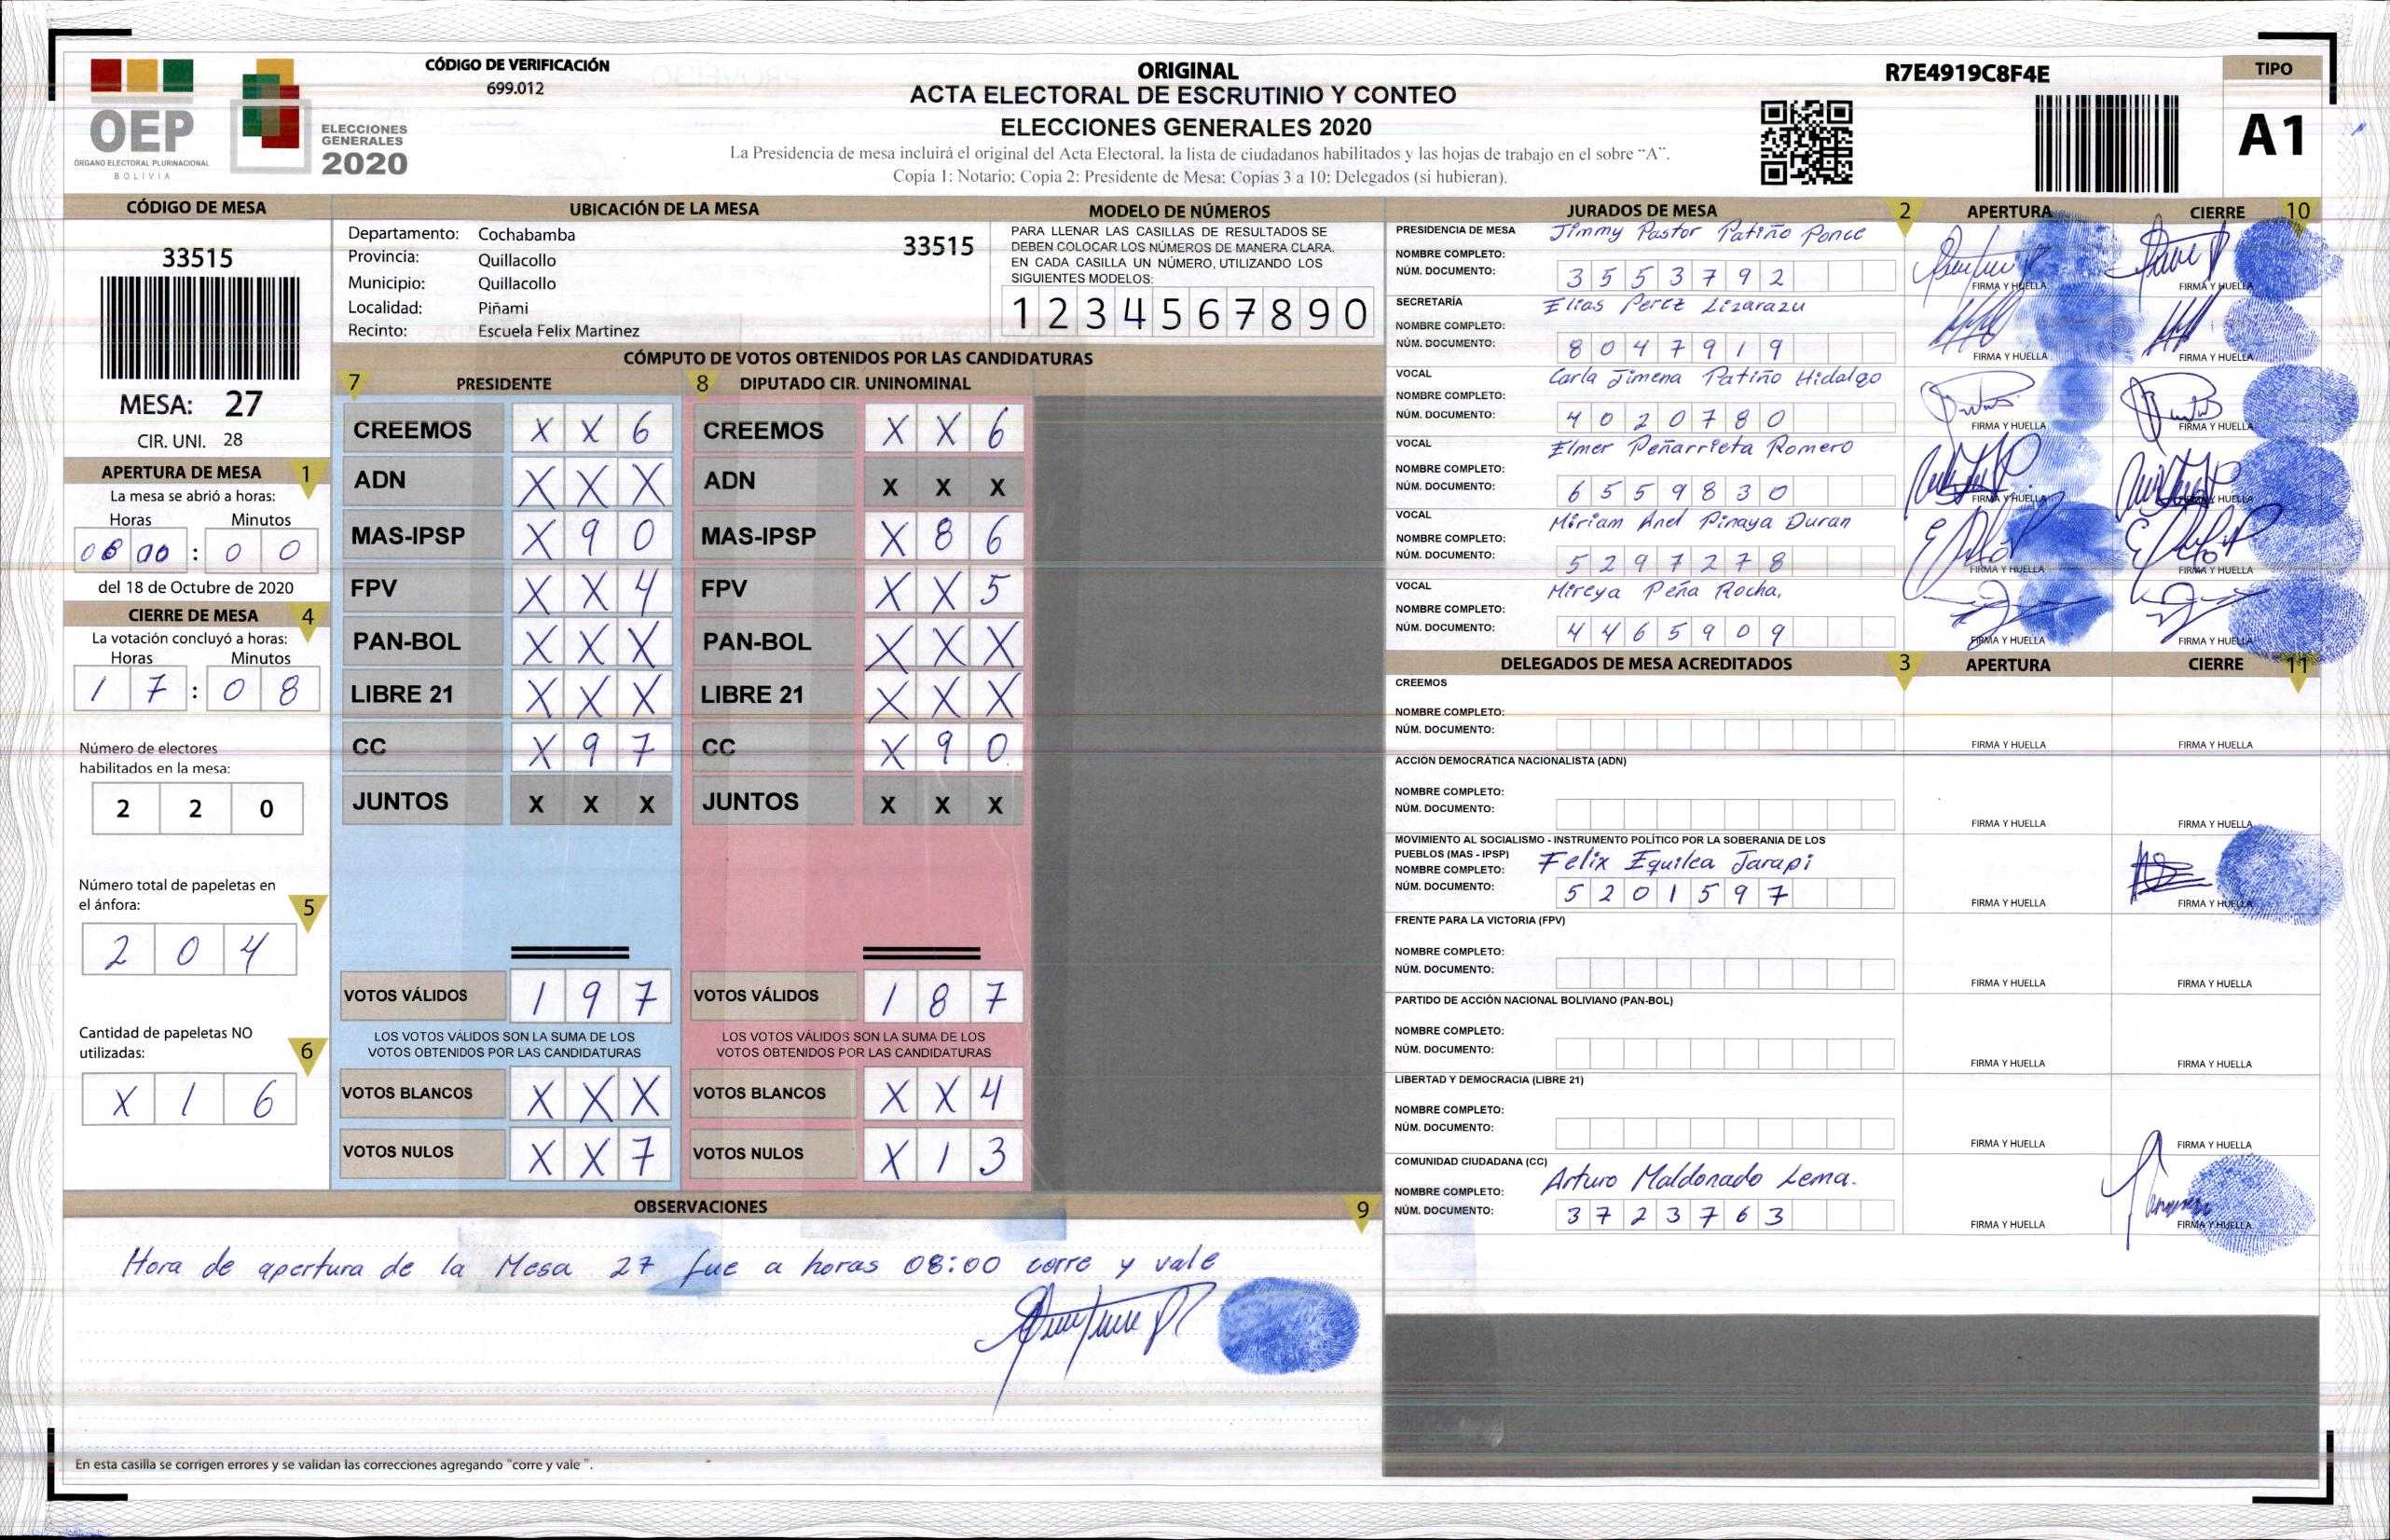 OEP
ÓRGANO ELECTORAL PLURINACIONAL
BOLIVIA
ELECCIONES
GENERALES
2020
CÓDIGO DE VERIFICACIÓN
699.012
ORIGINAL
ACTA ELECTORAL DE ESCRUTINIO Y CONTEO
ELECCIONES GENERALES 2020
La Presidencia de mesa incluirá el original del Acta Electoral, la lista de ciudadanos habilitados y las hojas de trabajo en el sobre "A".
Copia 1: Notario; Copia 2: Presidente de Mesa; Copias 3 a 10: Delegados (si hubieran).
R7E4919C8F4E
TIPO
A1
CÓDIGO DE MESA
33515
MESA: 27
CIR. UNI. 28
APERTURA DE MESA 1
La mesa se abrió a horas:
Horas Minutos
: 0 0
del 18 de Octubre de 2020
CIERRE DE MESA 4
La votación concluyó a horas:
Horas Minutos
1 7 : 0 8
Número de electores
habilitados en la mesa:
2 2 0
Número total de papeletas en
el ánfora: 5
2 0 4
Cantidad de papeletas NO
utilizadas: 6
X 1 6
UBICACIÓN DE LA MESA
Departamento: Cochabamba
33515
Provincia: Quillacollo
Municipio: Quillacollo
Localidad: Piñami
Recinto: Escuela Felix Martinez
MODELO DE NÚMEROS
PARA LLENAR LAS CASILLAS DE RESULTADOS SE
DEBEN COLOCAR LOS NÚMEROS DE MANERA CLARA.
EN CADA CASILLA UN NÚMERO, UTILIZANDO LOS
SIGUIENTES MODELOS:
1 2 3 4 5 6 7 8 9 0
CÓMPUTO DE VOTOS OBTENIDOS POR LAS CANDIDATURAS
7 PRESIDENTE 8 DIPUTADO CIR. UNINOMINAL
CREEMOS X X 6 CREEMOS X X 6
ADN X X X ADN X X X
MAS-IPSP X 9 0 MAS-IPSP X 8 6
FPV X X 4 FPV X X 5
PAN-BOL X X X PAN-BOL X X X
LIBRE 21 X X X LIBRE 21 X X X
CC X 9 7 CC X 9 0
JUNTOS X X X JUNTOS X X X
VOTOS VÁLIDOS 1 9 7 VOTOS VÁLIDOS 1 8 7
LOS VOTOS VÁLIDOS SON LA SUMA DE LOS LOS VOTOS VÁLIDOS SON LA SUMA DE LOS
VOTOS OBTENIDOS POR LAS CANDIDATURAS VOTOS OBTENIDOS POR LAS CANDIDATURAS
VOTOS BLANCOS X X X VOTOS BLANCOS X X 4
VOTOS NULOS X X 7 VOTOS NULOS X 1 3
OBSERVACIONES 9
Hora de apertura de la Mesa 27 fue a horas 08:00 corre y vale
En esta casilla se corrigen errores y se validan las correcciones agregando "corre y vale ".
JURADOS DE MESA 2 APERTURA CIERRE 10
PRESIDENCIA DE MESA Jimmy Pastor Patiño Ponce
NOMBRE COMPLETO:
NÚM. DOCUMENTO: 3 5 5 3 7 9 2
FIRMA Y HUELLA FIRMA Y HUELLA
SECRETARÍA Elias Perez Lizarazu
NOMBRE COMPLETO:
NÚM. DOCUMENTO: 8 0 4 7 9 1 9
FIRMA Y HUELLA FIRMA Y HUELLA
VOCAL Carla Jimena Patiño Hidalgo
NOMBRE COMPLETO:
NÚM. DOCUMENTO: 4 0 2 0 7 8 0
FIRMA Y HUELLA FIRMA Y HUELLA
VOCAL Elmer Peñarrieta Romero
NOMBRE COMPLETO:
NÚM. DOCUMENTO: 6 5 5 9 8 3 0
FIRMA Y HUELLA FIRMA Y HUELLA
VOCAL Miriam Anel Pinaya Duran
NOMBRE COMPLETO:
NÚM. DOCUMENTO: 5 2 9 7 2 7 8
FIRMA Y HUELLA FIRMA Y HUELLA
VOCAL Mireya Peña Rocha.
NOMBRE COMPLETO:
NÚM. DOCUMENTO: 4 4 6 5 9 0 9
FIRMA Y HUELLA FIRMA Y HUELLA
DELEGADOS DE MESA ACREDITADOS 3 APERTURA CIERRE 11
CREEMOS
NOMBRE COMPLETO:
NÚM. DOCUMENTO:
FIRMA Y HUELLA FIRMA Y HUELLA
ACCIÓN DEMOCRÁTICA NACIONALISTA (ADN)
NOMBRE COMPLETO:
NÚM. DOCUMENTO:
FIRMA Y HUELLA FIRMA Y HUELLA
MOVIMIENTO AL SOCIALISMO - INSTRUMENTO POLÍTICO POR LA SOBERANIA DE LOS
PUEBLOS (MAS - IPSP) Felix Equilea Jarapi
NOMBRE COMPLETO:
NÚM. DOCUMENTO: 5 2 0 1 5 9 7
FIRMA Y HUELLA FIRMA Y HUELLA
FRENTE PARA LA VICTORIA (FPV)
NOMBRE COMPLETO:
NÚM. DOCUMENTO:
FIRMA Y HUELLA FIRMA Y HUELLA
PARTIDO DE ACCIÓN NACIONAL BOLIVIANO (PAN-BOL)
NOMBRE COMPLETO:
NÚM. DOCUMENTO:
FIRMA Y HUELLA FIRMA Y HUELLA
LIBERTAD Y DEMOCRACIA (LIBRE 21)
NOMBRE COMPLETO:
NÚM. DOCUMENTO:
FIRMA Y HUELLA FIRMA Y HUELLA
COMUNIDAD CIUDADANA (CC) Arturo Maldonado Lema.
NOMBRE COMPLETO:
NÚM. DOCUMENTO: 3 7 2 3 7 6 3
FIRMA Y HUELLA FIRMA Y HUELLA